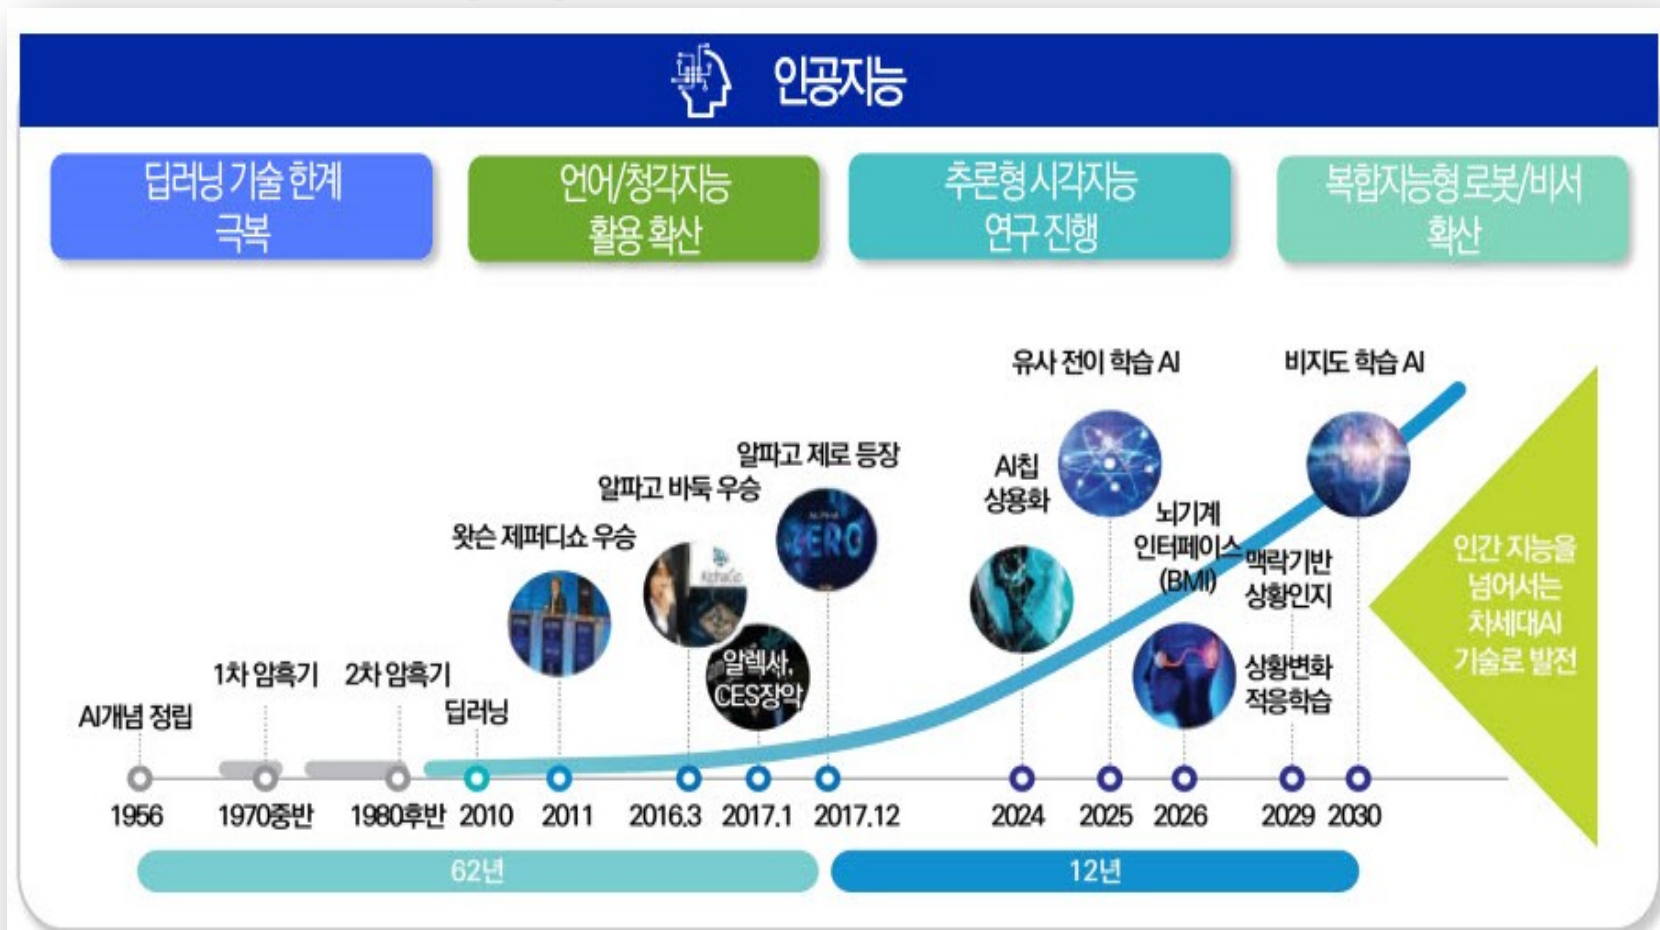 인공지능
딥러닝 기술 한계
극복
언어/청각지능
활용 확산
추론형 시각지능
연구 진행
복합지능형 로봇/비서
확산
유사 전이 학습 AI
비지도 학습 AI
알파고 제로 등장
AI칩
상용화
알파고 바둑 우승
뇌기계
인터페이스
(BMI)
왓슨 제퍼디쇼 우승
ZERO
맥락기반
상황인지
인간 지능을
넘어서는
차세대AI
기술로 발전
AlphaGo
1차 암흑기
2차 암흑기
알렉사,
CES장악
상황변화
적응학습
AI개념 정립
딥러닝
1956
1970중반
1980후반
2010
2011
2016.3
2017.1
2017.12
2024
2025
2026
2029
2030
62년
12년